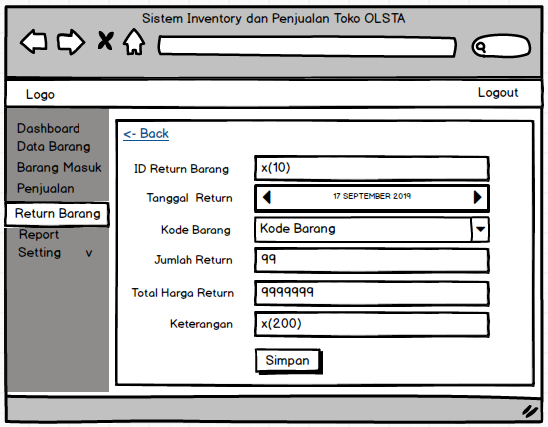 Sistem Inventory dan Penjualan Toko OLSTA
Logo
Logout
Dashboard
Data Barang
Barang Masuk
Penjualan
Return Barang
Report
Setting v
<- Back
ID Return Barang x(10)
Tanggal Return 17 SEPTEMBER 2019
Kode Barang Kode Barang
Jumlah Return 99
Total Harga Return 9999999
Keterangan x(200)
Simpan